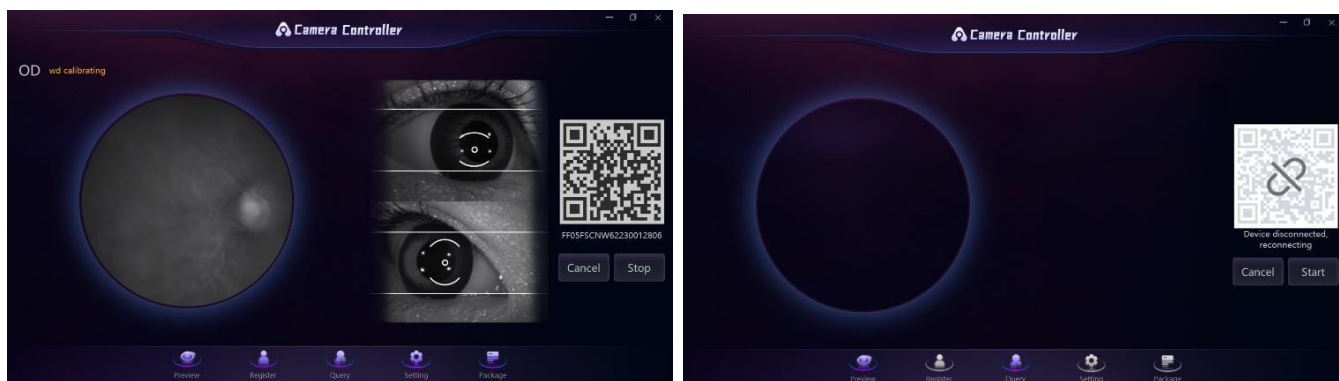 Camera Controller
OD wd calibrating
FF05FSCNW62230012806
Cancel Stop
Preview Register Query Setting Package
Camera Controller
Device disconnected,
reconnecting
Cancel Start
Preview Register Query Setting Package